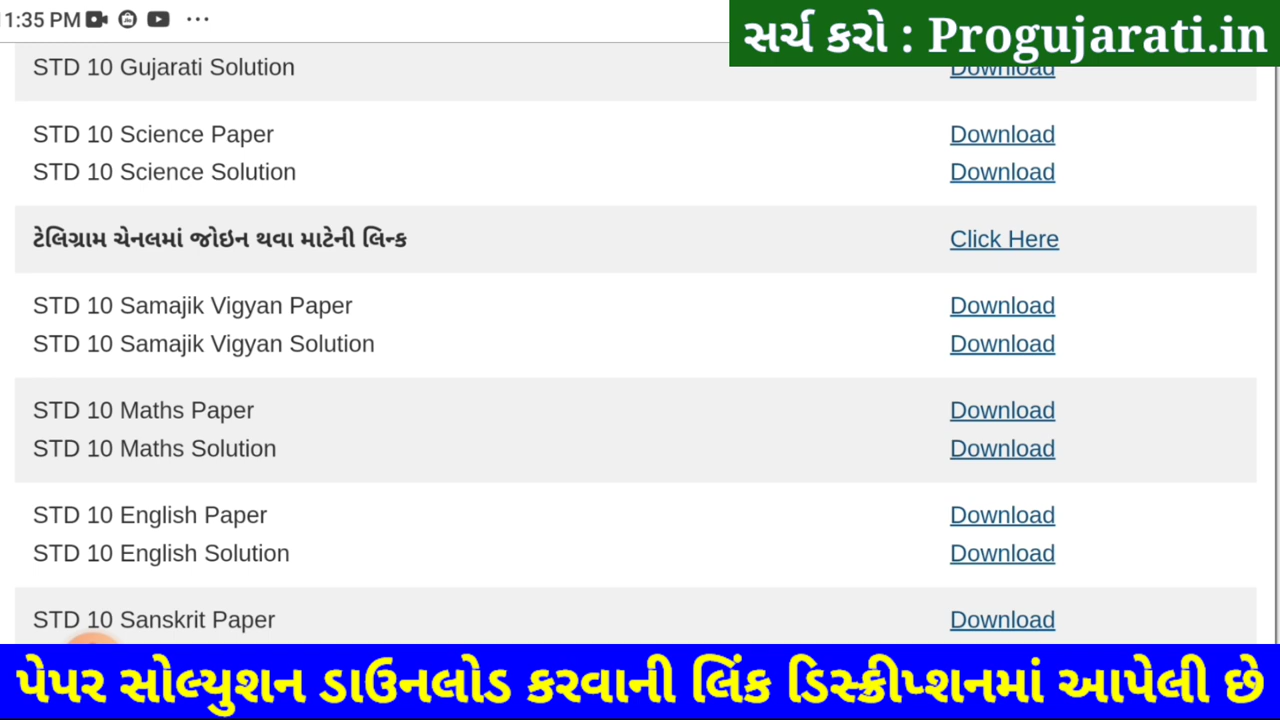 11:35 PM
સર્ચ કરો : Progujarati.in
STD 10 Gujarati Solution Download
STD 10 Science Paper Download
STD 10 Science Solution Download
ટેલિગ્રામ ચેનલમાં જોઇન થવા માટેની લિન્ક Click Here
STD 10 Samajik Vigyan Paper Download
STD 10 Samajik Vigyan Solution Download
STD 10 Maths Paper Download
STD 10 Maths Solution Download
STD 10 English Paper Download
STD 10 English Solution Download
STD 10 Sanskrit Paper Download
પેપર સોલ્યુશન ડાઉનલોડ કરવાની લિંક ડિસ્ક્રીપ્શનમાં આપેલી છે